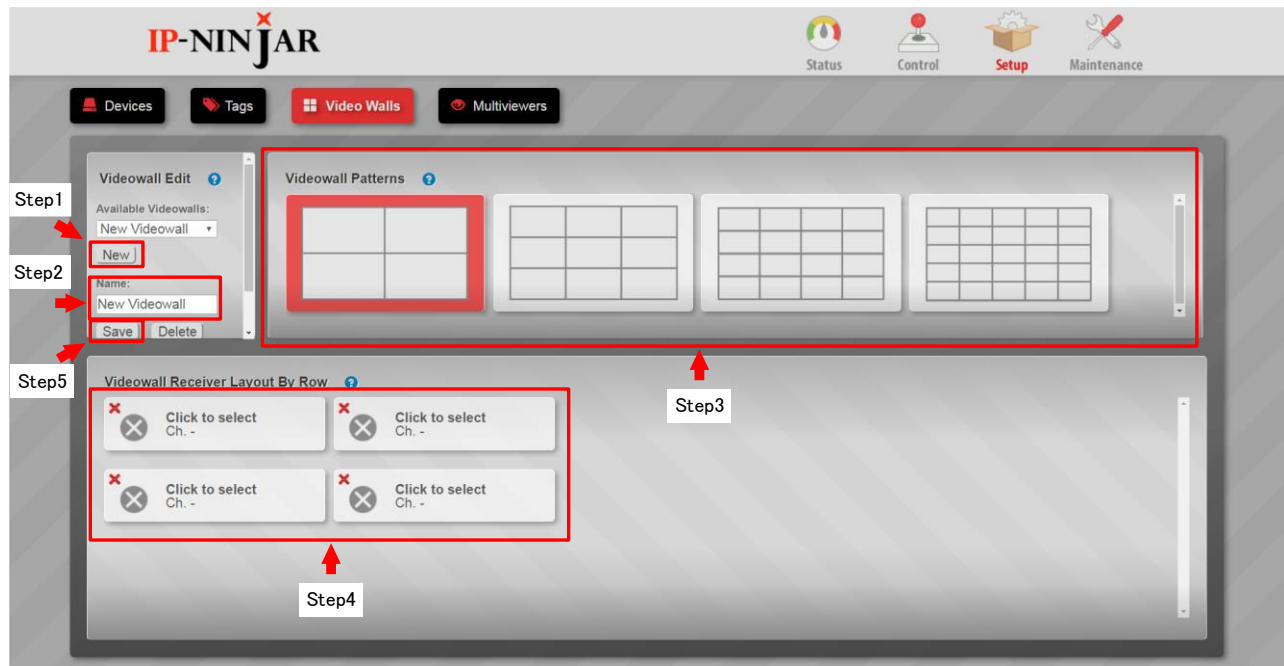 IP-NINJAR
Status
Control
Setup
Maintenance
Devices
Tags
Video Walls
Multiviewers
Step1
Step2
Step5
Videowall Edit ?
Available Videowalls:
New Videowall
New
Name:
New Videowall
Save
Delete
Videowall Patterns ?
Step3
Videowall Receiver Layout By Row ?
Click to select
Ch. -
Click to select
Ch. -
Click to select
Ch. -
Click to select
Ch. -
Step4